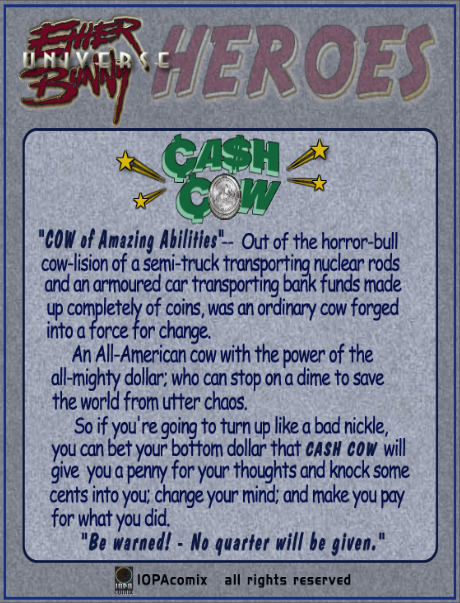 ETHER
UNIVERSE
BUNNY
HEROES
¢A$H
¢OW
"COW of Amazing Abilities"-- Out of the horror-bull
cow-lision of a semi-truck transporting nuclear rods
and an armoured car transporting bank funds made
up completely of coins, was an ordinary cow forged
into a force for change.
An All-American cow with the power of the
all-mighty dollar; who can stop on a dime to save
the world from utter chaos.
So if you're going to turn up like a bad nickle,
you can bet your bottom dollar that CASH COW will
give you a penny for your thoughts and knock some
cents into you; change your mind; and make you pay
for what you did.
"Be warned! - No quarter will be given."
IOPAcomix all rights reserved
IOPA
comix